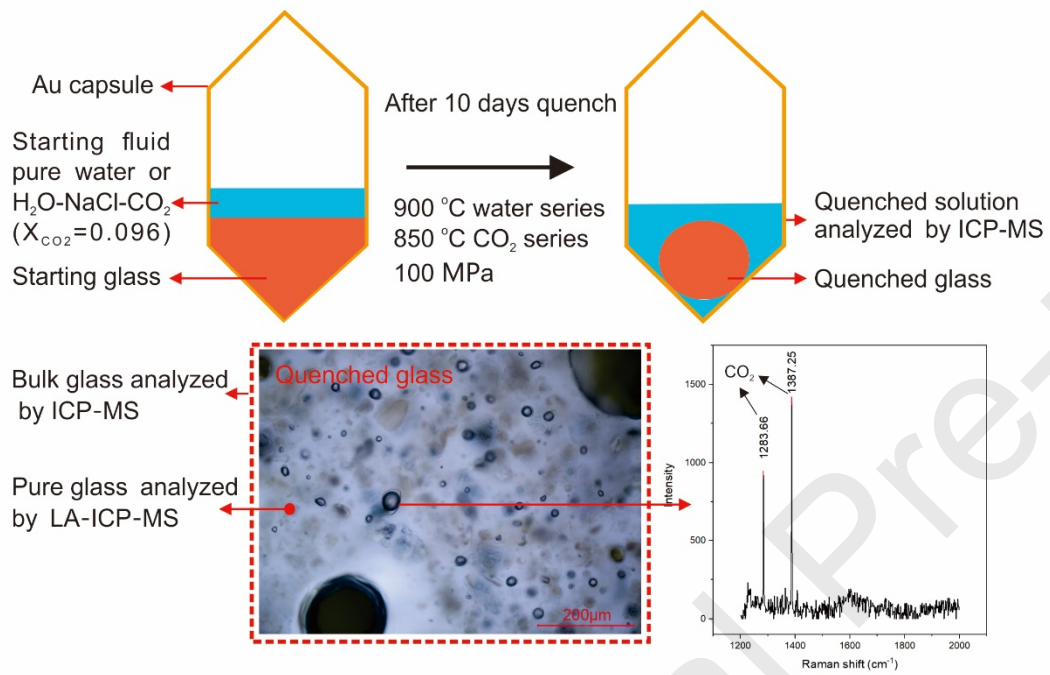 Au capsule
Starting fluid
pure water or
H₂O-NaCl-CO₂
(X_CO2=0.096)
Starting glass
After 10 days quench
900 °C water series
850 °C CO₂ series
100 MPa
Quenched solution
analyzed by ICP-MS
Quenched glass
Bulk glass analyzed
by ICP-MS
Pure glass analyzed
by LA-ICP-MS
Quenched glass
200μm
CO₂
1283.66
1387.25
Intensity
1500
1000
500
0
1200
1400
1600
1800
2000
Raman shift (cm⁻¹)